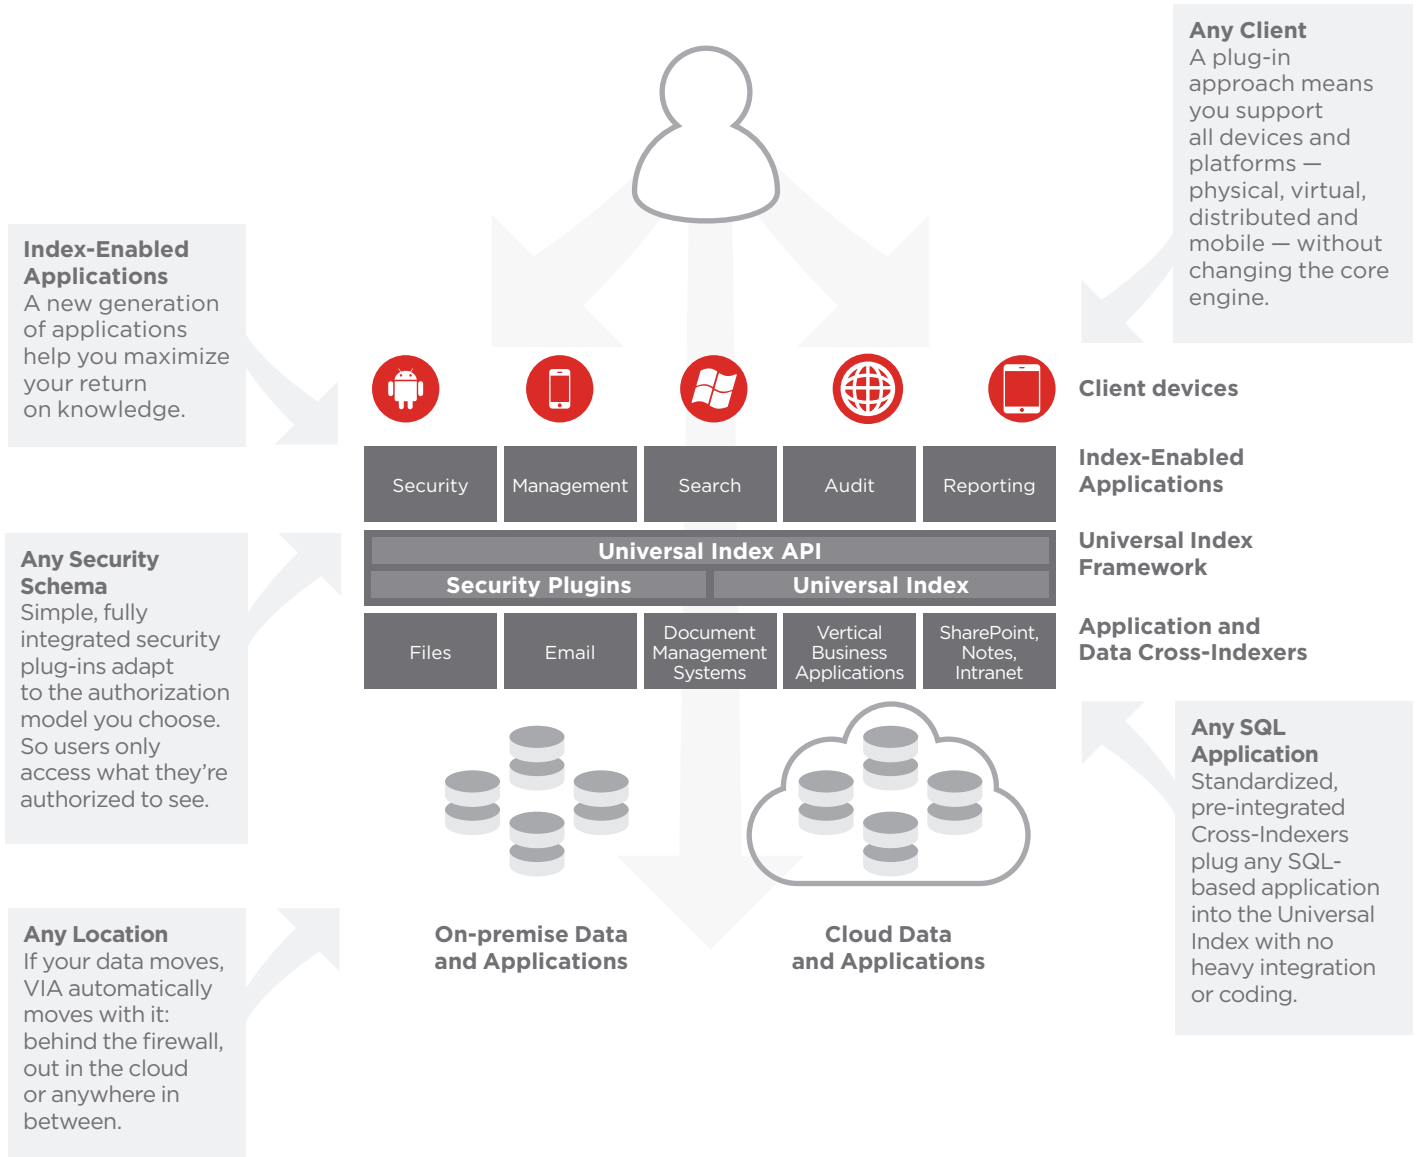 Any Client
A plug-in
approach means
you support
all devices and
platforms —
physical, virtual,
distributed and
mobile — without
changing the core
engine.
Index-Enabled
Applications
A new generation
of applications
help you maximize
your return
on knowledge.
Client devices
Security
Management
Search
Audit
Reporting
Index-Enabled
Applications
Universal Index API
Security Plugins
Universal Index
Universal Index
Framework
Any Security
Schema
Simple, fully
integrated security
plug-ins adapt
to the authorization
model you choose.
So users only
access what they're
authorized to see.
Files
Email
Document
Management
Systems
Vertical
Business
Applications
SharePoint,
Notes,
Intranet
Application and
Data Cross-Indexers
Any SQL
Application
Standardized,
pre-integrated
Cross-Indexers
plug any SQL-
based application
into the Universal
Index with no
heavy integration
or coding.
Any Location
If your data moves,
VIA automatically
moves with it:
behind the firewall,
out in the cloud
or anywhere in
between.
On-premise Data
and Applications
Cloud Data
and Applications